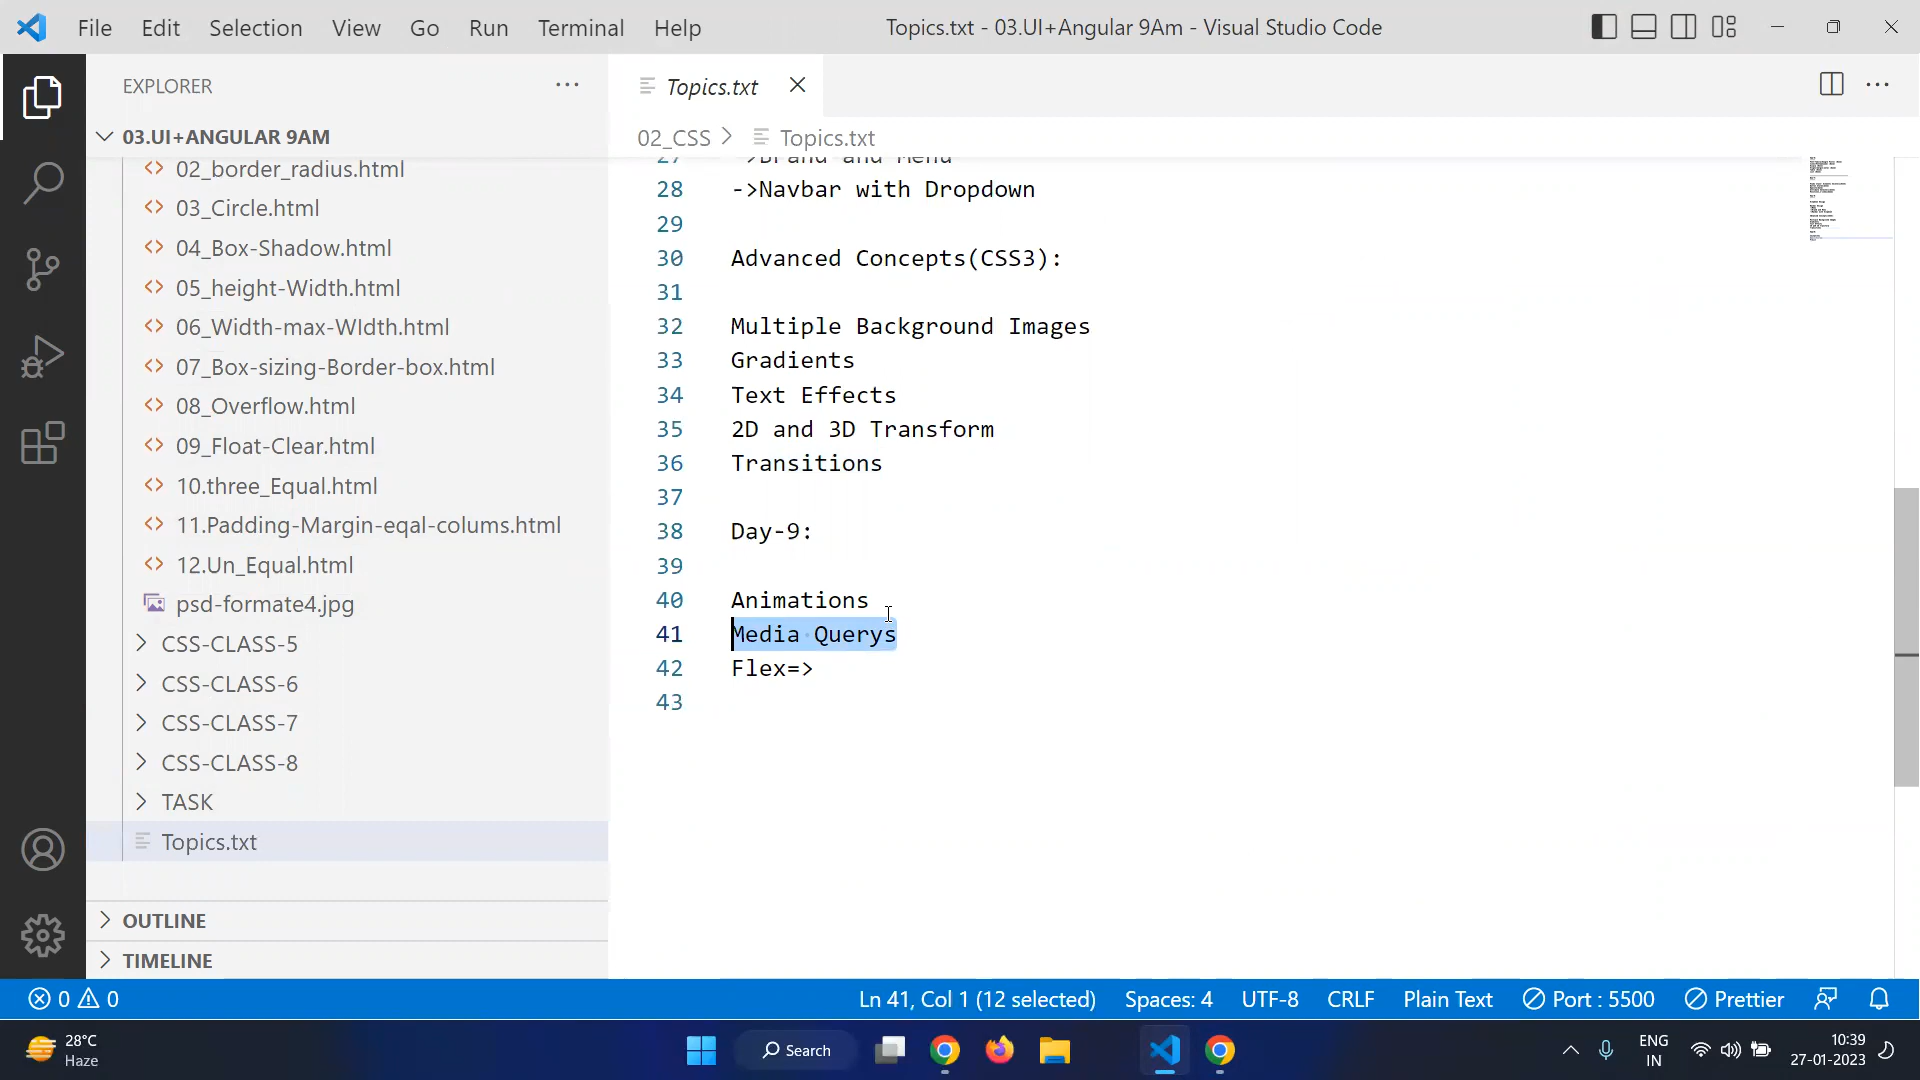 File Edit Selection View Go Run Terminal Help Topics.txt - 03.UI+Angular 9Am - Visual Studio Code
EXPLORER
03.UI+ANGULAR 9AM
02_border_radius.html
03_Circle.html
04_Box-Shadow.html
05_height-Width.html
06_Width-max-WIdth.html
07_Box-sizing-Border-box.html
08_Overflow.html
09_Float-Clear.html
10.three_Equal.html
11.Padding-Margin-eqal-colums.html
12.Un_Equal.html
psd-formate4.jpg
CSS-CLASS-5
CSS-CLASS-6
CSS-CLASS-7
CSS-CLASS-8
TASK
Topics.txt
OUTLINE
TIMELINE
Topics.txt
02_CSS > Topics.txt
27 ->Brand and Menu
28 ->Navbar with Dropdown
29
30 Advanced Concepts(CSS3):
31
32 Multiple Background Images
33 Gradients
34 Text Effects
35 2D and 3D Transform
36 Transitions
37
38 Day-9:
39
40 Animations
41 Media Querys
42 Flex=>
43
0 0 Ln 41, Col 1 (12 selected) Spaces: 4 UTF-8 CRLF Plain Text Port : 5500 Prettier
28°C
Haze
Search
ENG
IN
10:39
27-01-2023